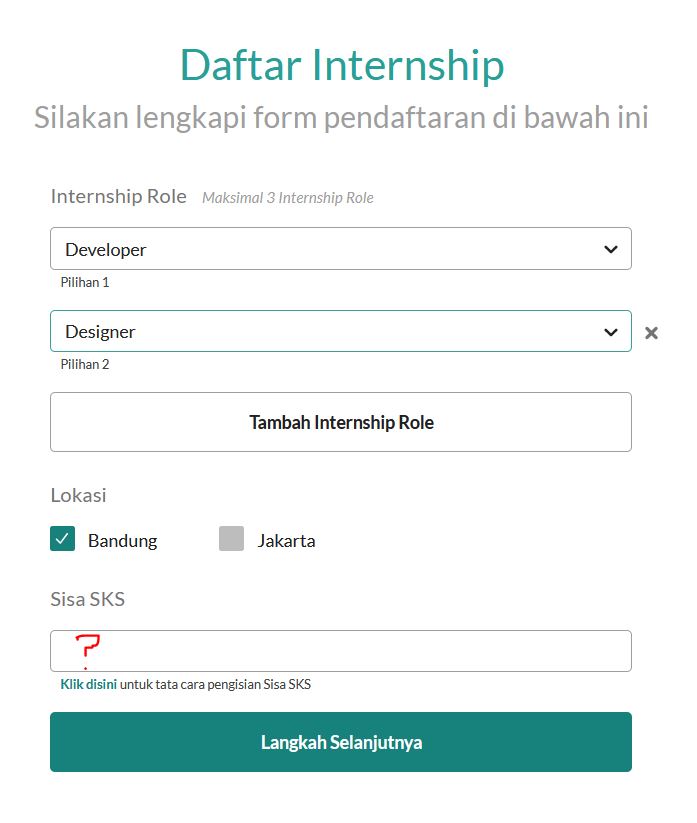 Daftar Internship
Silakan lengkapi form pendaftaran di bawah ini
Internship Role Maksimal 3 Internship Role
Developer
Pilihan 1
Designer
Pilihan 2
Tambah Internship Role
Lokasi
Bandung Jakarta
Sisa SKS
?
Klik disini untuk tata cara pengisian Sisa SKS
Langkah Selanjutnya